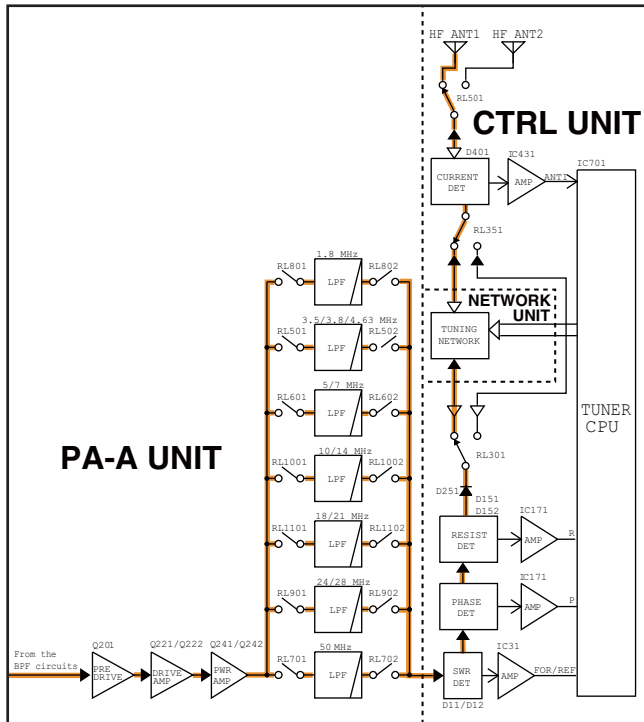 HF ANT1 HF ANT2
RL501
CTRL UNIT
D401 IC431 IC701
CURRENT DET
AMP
ANTI
RL351
1.8 MHz
RL801 LPF RL802
NETWORK UNIT
3.5/3.8/4.63 MHz
RL501 LPF RL502
TUNING NETWORK
5/7 MHz
RL601 LPF RL602
TUNER CPU
PA-A UNIT
10/14 MHz
RL1001 LPF RL1002
RL301
D251
D151
D152
IC171
18/21 MHz
RL1101 LPF RL1102
RESIST DET
AMP
R
24/28 MHz
RL901 LPF RL902
IC171
PHASE DET
AMP
P
50 MHz
RL701 LPF RL702
From the
BPF circuits
Q201 Q221/Q222 Q241/Q242
PRE DRIVE
DRIVE AMP
PWR AMP
IC31
SWR DET
AMP
FOR/REF
D11/D12